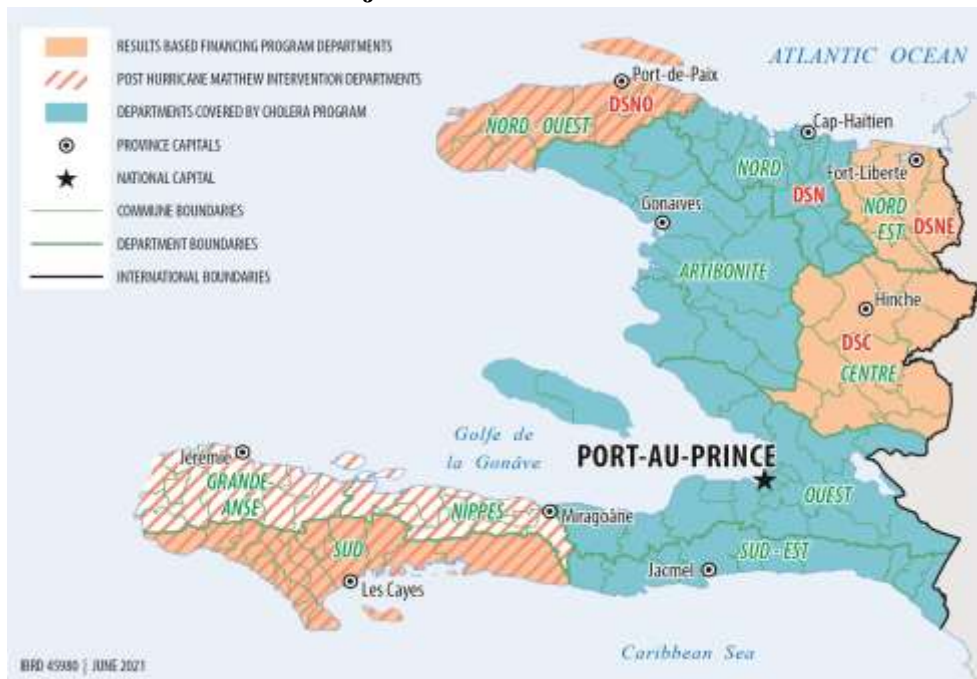 RESULTS BASED FINANCING PROGRAM DEPARTMENTS
POST HURRICANE MATTHEW INTERVENTION DEPARTMENTS
DEPARTMENTS COVERED BY CHOLERA PROGRAM
PROVINCE CAPITALS
NATIONAL CAPITAL
COMMUNE BOUNDARIES
DEPARTMENT BOUNDARIES
INTERNATIONAL BOUNDARIES
ATLANTIC OCEAN
Port-de-Paix
DSNO
NORD - OUEST
Cap-Haïtien
NORD
Fort-Liberté
DSN
NORD
-EST
DSNE
Gonaïves
ARTIBONITE
Hinche
DSC
CENTRE
Golfe de
la Gonâve
PORT-AU-PRINCE
OUEST
Jérémie
GRANDE-
ANSE
NIPPES
Miragoâne
SUD
SUD - EST
Les Cayes
Jacmel
Caribbean Sea
IBRD 45980 | JUNE 2021